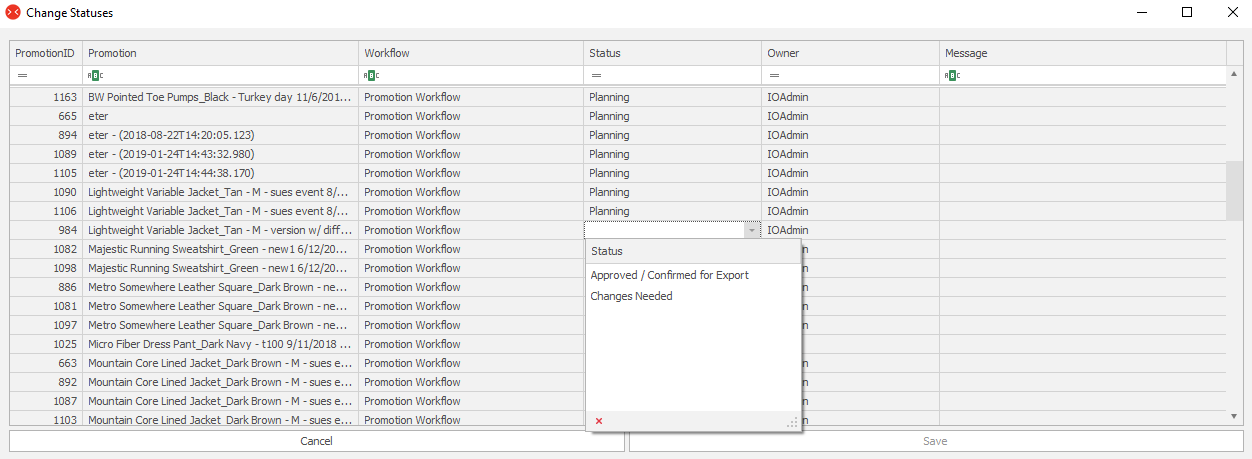 Change Statuses
PromotionID Promotion Workflow Status Owner Message
= ABC ABC = = ABC
1163 BW Pointed Toe Pumps_Black - Turkey day 11/6/201... Promotion Workflow Planning IOAdmin
665 eter Promotion Workflow Planning IOAdmin
894 eter - (2018-08-22T14:20:05.123) Promotion Workflow Planning IOAdmin
1089 eter - (2019-01-24T14:43:32.980) Promotion Workflow Planning IOAdmin
1105 eter - (2019-01-24T14:44:38.170) Promotion Workflow Planning IOAdmin
1090 Lightweight Variable Jacket_Tan - M - sues event 8/... Promotion Workflow Planning IOAdmin
1106 Lightweight Variable Jacket_Tan - M - sues event 8/... Promotion Workflow Planning IOAdmin
984 Lightweight Variable Jacket_Tan - M - version w/ diff... Promotion Workflow IOAdmin
1082 Majestic Running Sweatshirt_Green - new1 6/12/20... Promotion Workflow
1098 Majestic Running Sweatshirt_Green - new1 6/12/20... Promotion Workflow
886 Metro Somewhere Leather Square_Dark Brown - ne... Promotion Workflow
1081 Metro Somewhere Leather Square_Dark Brown - ne... Promotion Workflow
1097 Metro Somewhere Leather Square_Dark Brown - ne... Promotion Workflow
1025 Micro Fiber Dress Pant_Dark Navy - t100 9/11/2018 ... Promotion Workflow
663 Mountain Core Lined Jacket_Dark Brown - M - sues e... Promotion Workflow
892 Mountain Core Lined Jacket_Dark Brown - M - sues e... Promotion Workflow
1087 Mountain Core Lined Jacket_Dark Brown - M - sues e... Promotion Workflow
1103 Mountain Core Lined Jacket_Dark Brown - M - sues e... Promotion Workflow
Status
Approved / Confirmed for Export
Changes Needed
Cancel Save